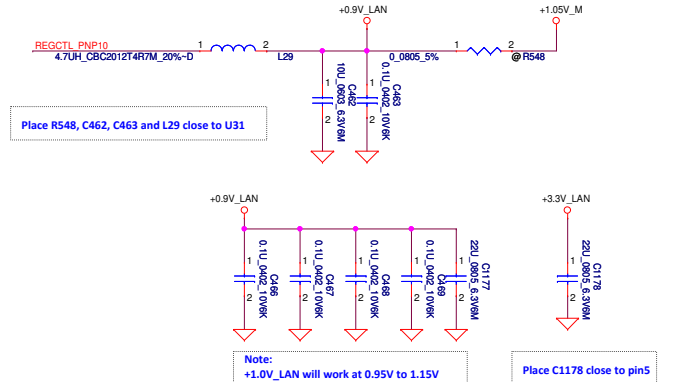 +0.9V_LAN
+1.05V_M
REGCTL_PNP10
1
2
4.7UH_CBC2012T4R7M_20%~D
L29
0_0805_5%
1
2
@R548
1
2
10U_0603_6.3V6M
C462
1
2
0.1U_0402_10V6K
C463
Place R548, C462, C463 and L29 close to U31
+0.9V_LAN
+3.3V_LAN
1
2
0.1U_0402_10V6K
C466
1
2
0.1U_0402_10V6K
C467
1
2
0.1U_0402_10V6K
C468
1
2
0.1U_0402_10V6K
C469
1
2
22U_0805_6.3V6M
C1177
1
2
22U_0805_6.3V6M
C1178
Note:
+1.0V_LAN will work at 0.95V to 1.15V
Place C1178 close to pin5